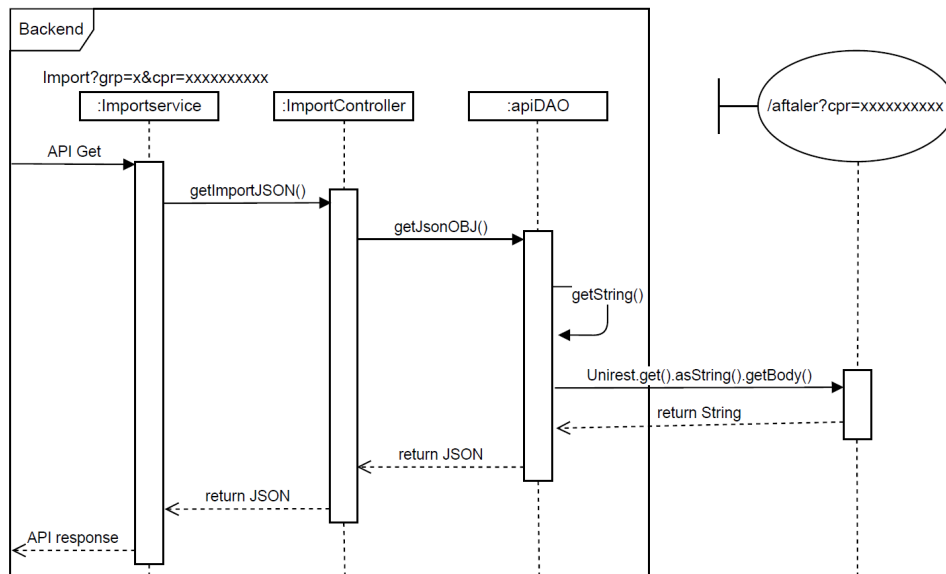 Backend
Import?grp=x&cpr=xxxxxxxxxx
:Importservice
:ImportController
:apiDAO
/aftaler?cpr=xxxxxxxxxx
API Get
getImportJSON()
getJsonOBJ()
getString()
Unirest.get().asString().getBody()
return String
return JSON
return JSON
API response